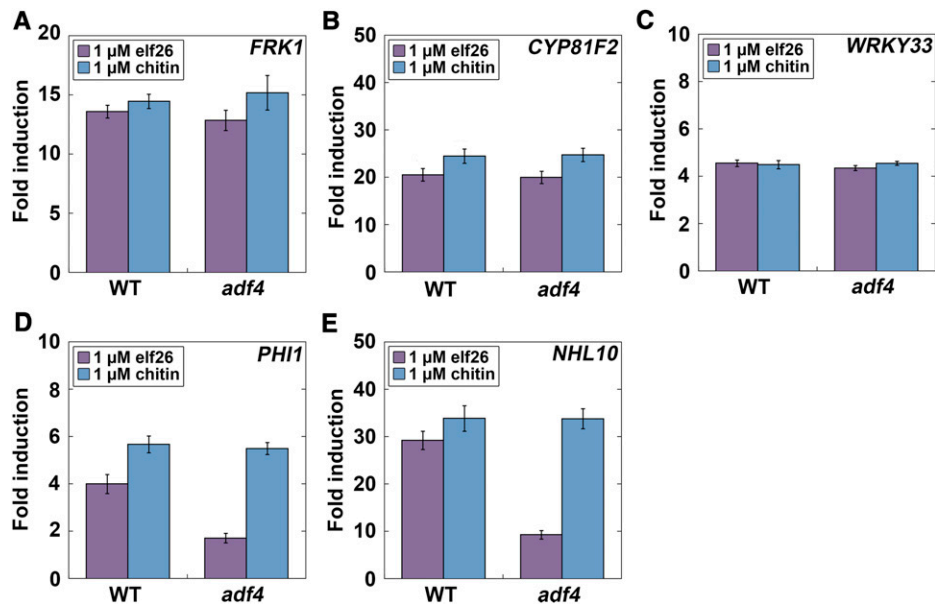 A
FRK1
1 µM elf26
1 µM chitin
Fold induction
20
15
10
5
0
WT
adf4
B
CYP81F2
1 µM elf26
1 µM chitin
Fold induction
50
40
30
20
10
0
WT
adf4
C
WRKY33
1 µM elf26
1 µM chitin
Fold induction
10
8
6
4
2
0
WT
adf4
D
PHI1
1 µM elf26
1 µM chitin
Fold induction
10
8
6
4
2
0
WT
adf4
E
NHL10
1 µM elf26
1 µM chitin
Fold induction
50
40
30
20
10
0
WT
adf4